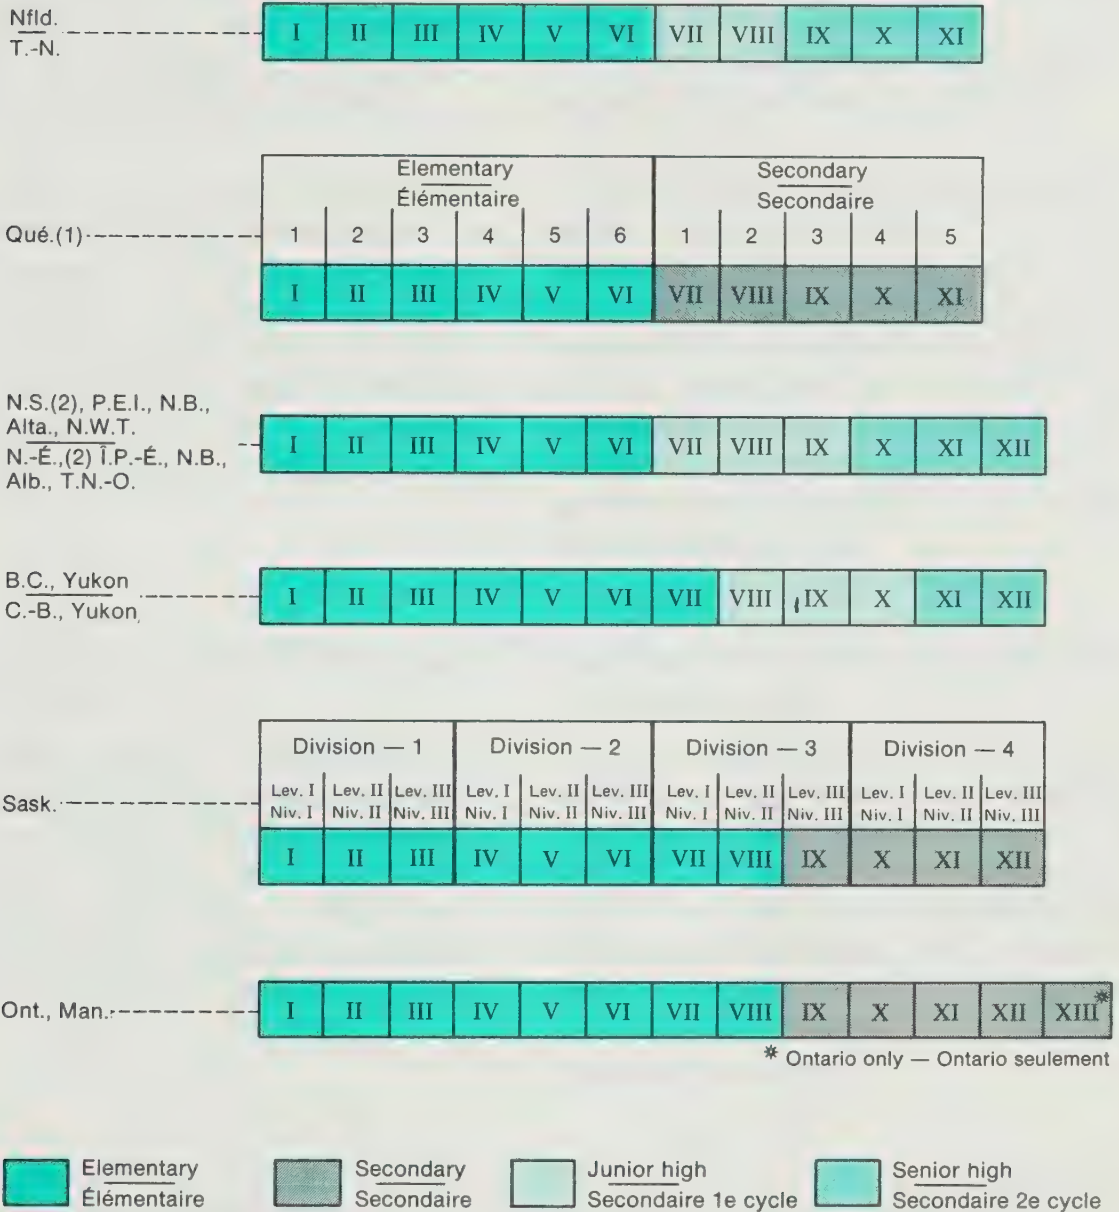 Nfld.
T.-N.
I II III IV V VI VII VIII IX X XI
Elementary
Élémentaire
Secondary
Secondaire
Qué.(1)
1 2 3 4 5 6 1 2 3 4 5
I II III IV V VI VII VIII IX X XI
N.S.(2), P.E.I., N.B.,
Alta., N.W.T.
N.-É.,(2) Î.P.-É., N.B.,
Alb., T.N.-O.
I II III IV V VI VII VIII IX X XI XII
B.C., Yukon
C.-B., Yukon
I II III IV V VI VII VIII IX X XI XII
Sask.
Division — 1 Division — 2 Division — 3 Division — 4
Lev. I Lev. II Lev. III Lev. I Lev. II Lev. III Lev. I Lev. II Lev. III Lev. I Lev. II Lev. III
Niv. I Niv. II Niv. III Niv. I Niv. II Niv. III Niv. I Niv. II Niv. III Niv. I Niv. II Niv. III
I II III IV V VI VII VIII IX X XI XII
Ont., Man.
I II III IV V VI VII VIII IX X XI XII XIII*
* Ontario only — Ontario seulement
Elementary
Élémentaire
Secondary
Secondaire
Junior high
Secondaire 1e cycle
Senior high
Secondaire 2e cycle